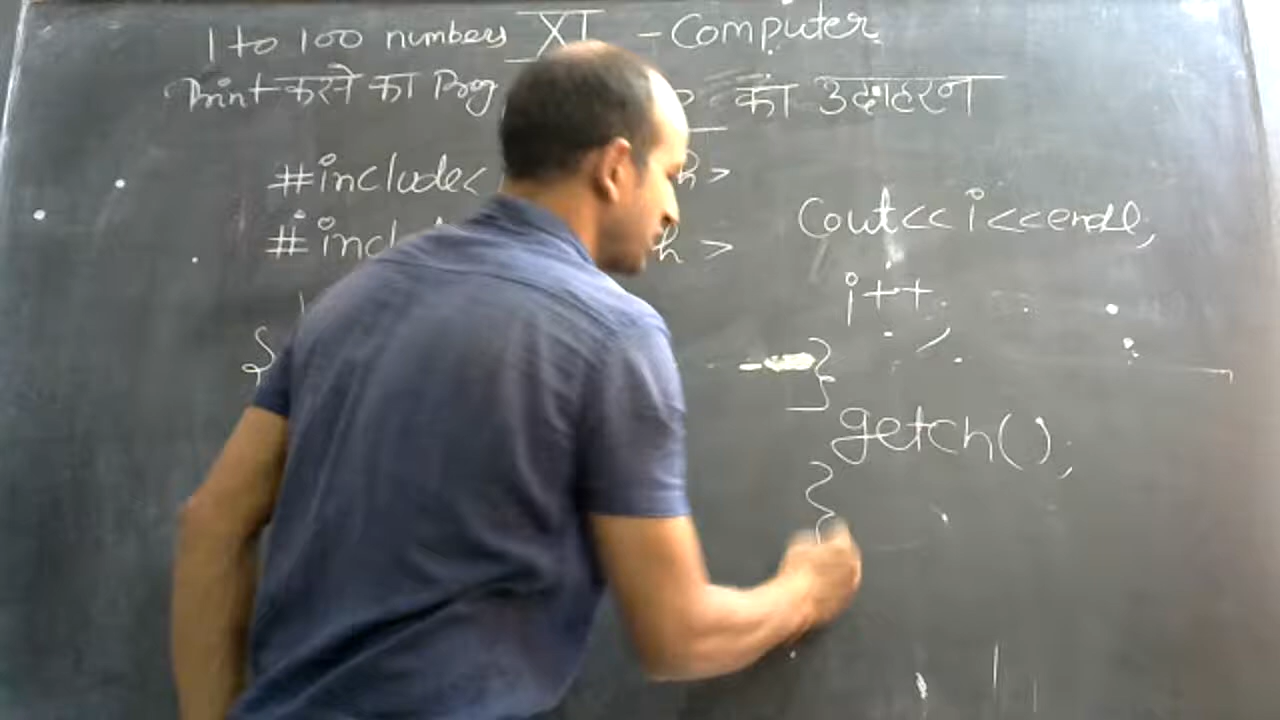 1 to 100 numbers XI - Computer
Print करने का Prog का उदाहरण
#include< h>
#incl h >
{
cout<<i<<endl;
i++;
}
getch();
}